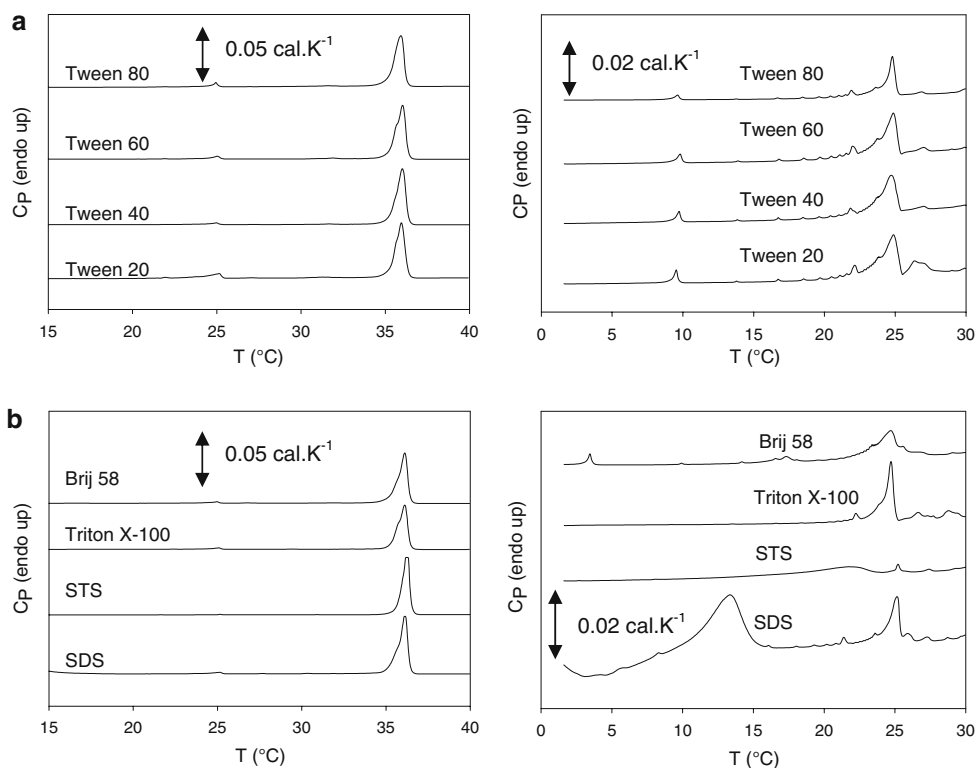 a
0.05 cal.K⁻¹
Tween 80
Tween 60
Tween 40
Tween 20
CP (endo up)
15 20 25 30 35 40
T (°C)
0.02 cal.K⁻¹
Tween 80
Tween 60
Tween 40
Tween 20
CP (endo up)
0 5 10 15 20 25 30
T (°C)
b
0.05 cal.K⁻¹
Brij 58
Triton X-100
STS
SDS
CP (endo up)
15 20 25 30 35 40
T (°C)
Brij 58
Triton X-100
STS
0.02 cal.K⁻¹
SDS
CP (endo up)
0 5 10 15 20 25 30
T (°C)